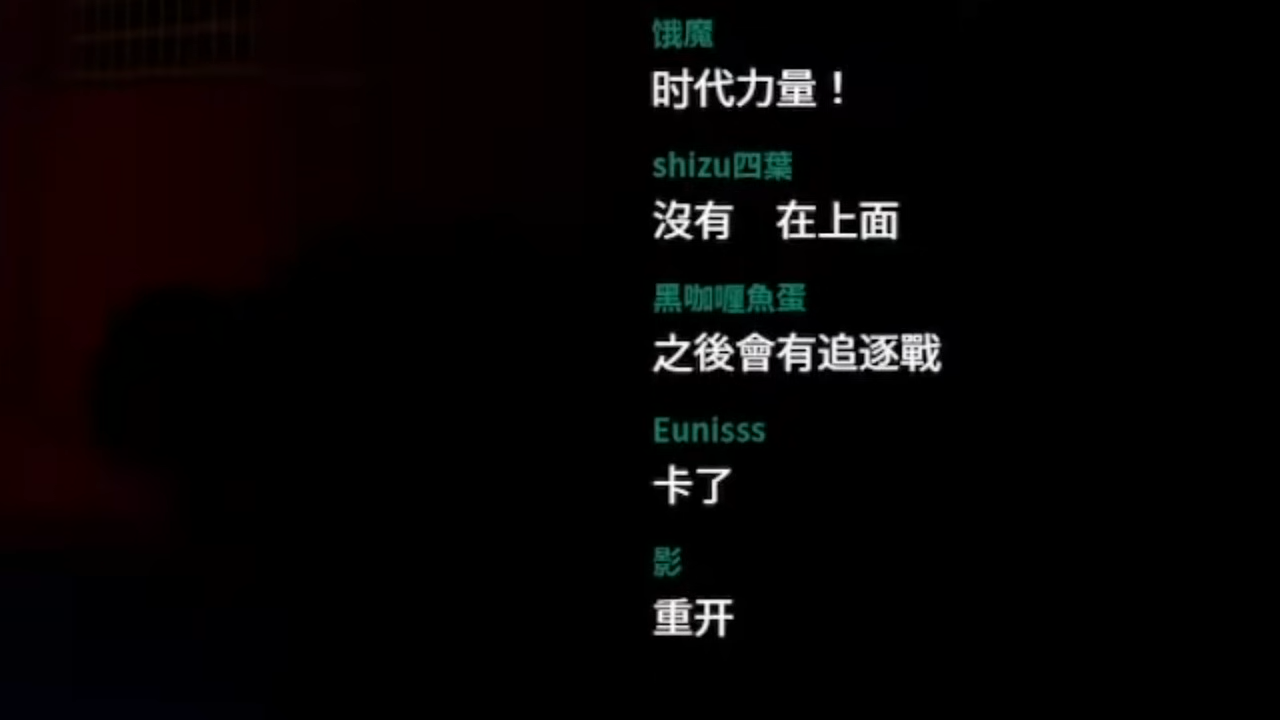 饿魔
时代力量！
shizu四葉
沒有　在上面
黑咖喱魚蛋
之後會有追逐戰
Eunisss
卡了
影
重开